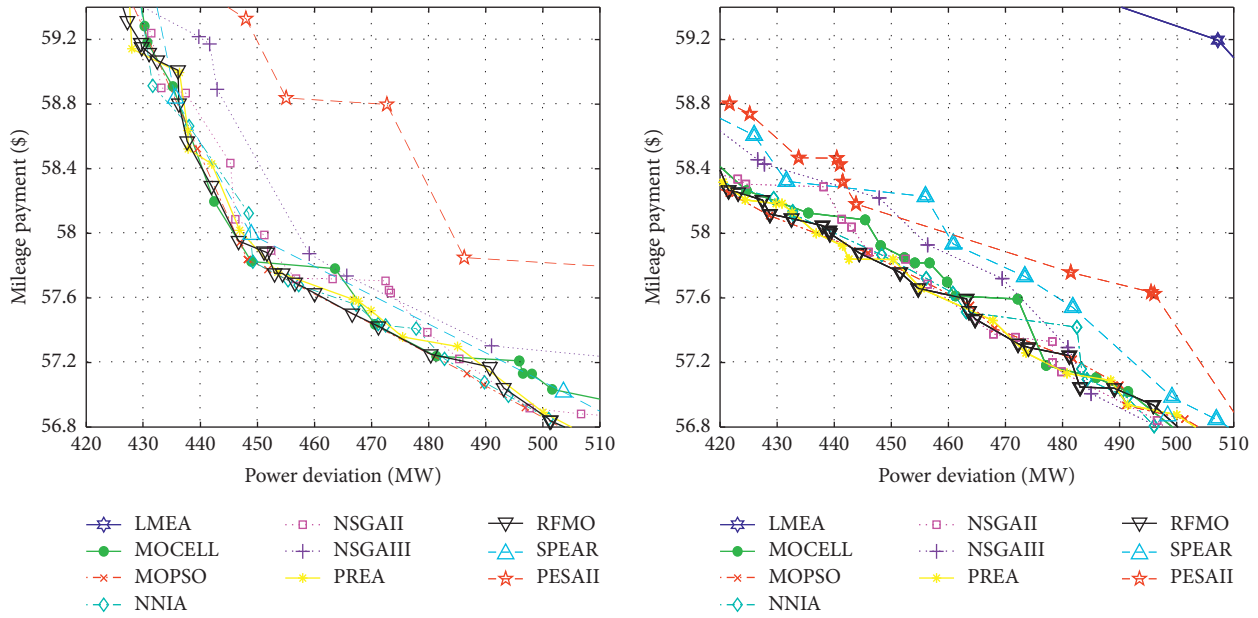 59.2
58.8
58.4
58
57.6
57.2
56.8
Mileage payment ($)
420 430 440 450 460 470 480 490 500 510
Power deviation (MW)
LMEA NSGAII RFMO
MOCELL NSGAIII SPEAR
MOPSO PREA PESAII
NNIA
59.2
58.8
58.4
58
57.6
57.2
56.8
Mileage payment ($)
420 430 440 450 460 470 480 490 500 510
Power deviation (MW)
LMEA NSGAII RFMO
MOCELL NSGAIII SPEAR
MOPSO PREA PESAII
NNIA